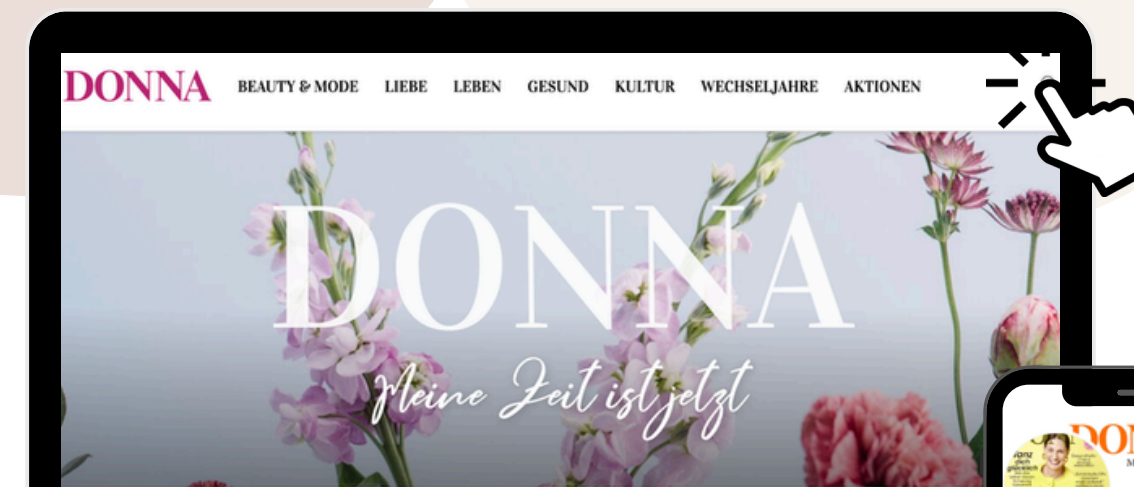 DONNA BEAUTY & MODE LIEBE LEBEN GESUND KULTUR WECHSELJAHRE AKTIONEN
DONNA
Meine Zeit ist jetzt